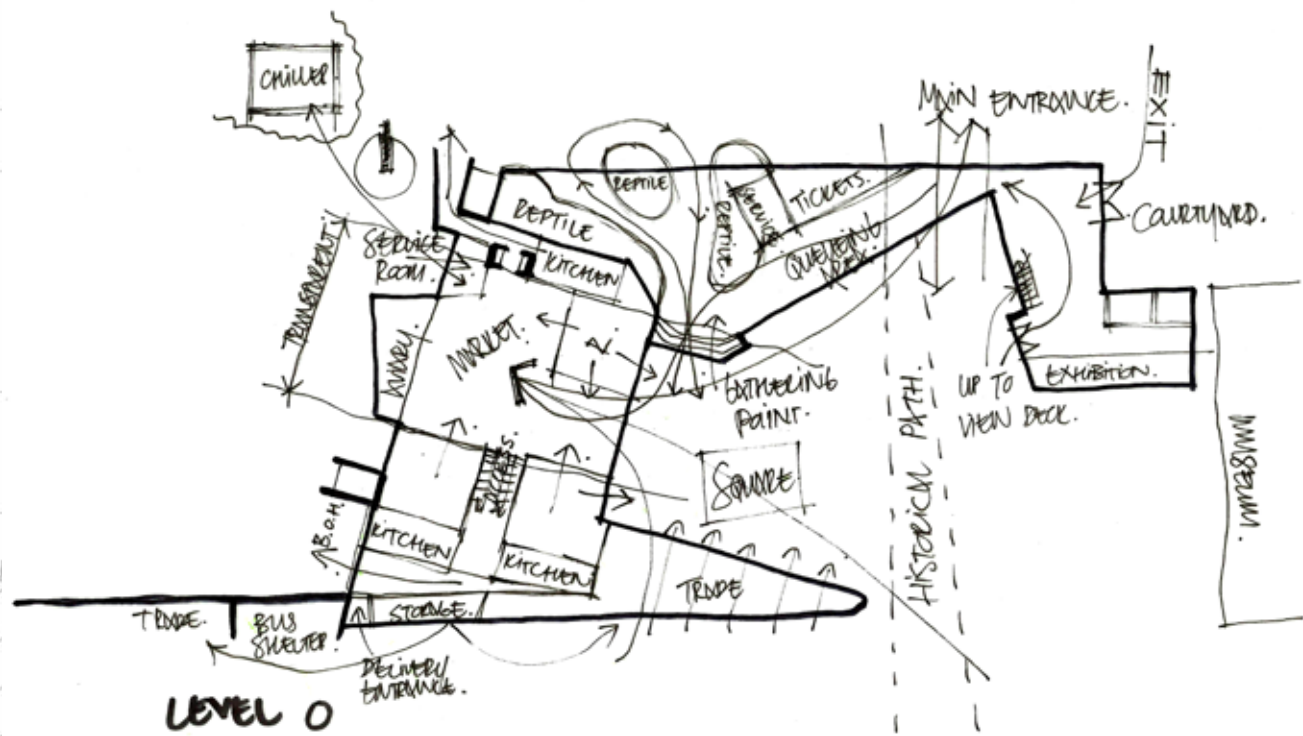 CHILLER
MAIN ENTRANCE.
EXIT
REPTILE
TICKETS.
SERVICE
REPTILE.
REPTILE
COURTYARD.
QUEUEING
AREA.
SERVICE
ROOM.
KITCHEN
TRANSPARENT
MARKET.
GATHERING
POINT.
UP TO
VIEW DECK.
EXHIBITION.
HISTORICAL PATH.
MUSEUM.
SQUARE
B.O.H.
KITCHEN
KITCHEN
TRADE
STORAGE.
TRADE.
BUS
SHELTER.
DELIVERY
ENTRANCE.
LEVEL 0